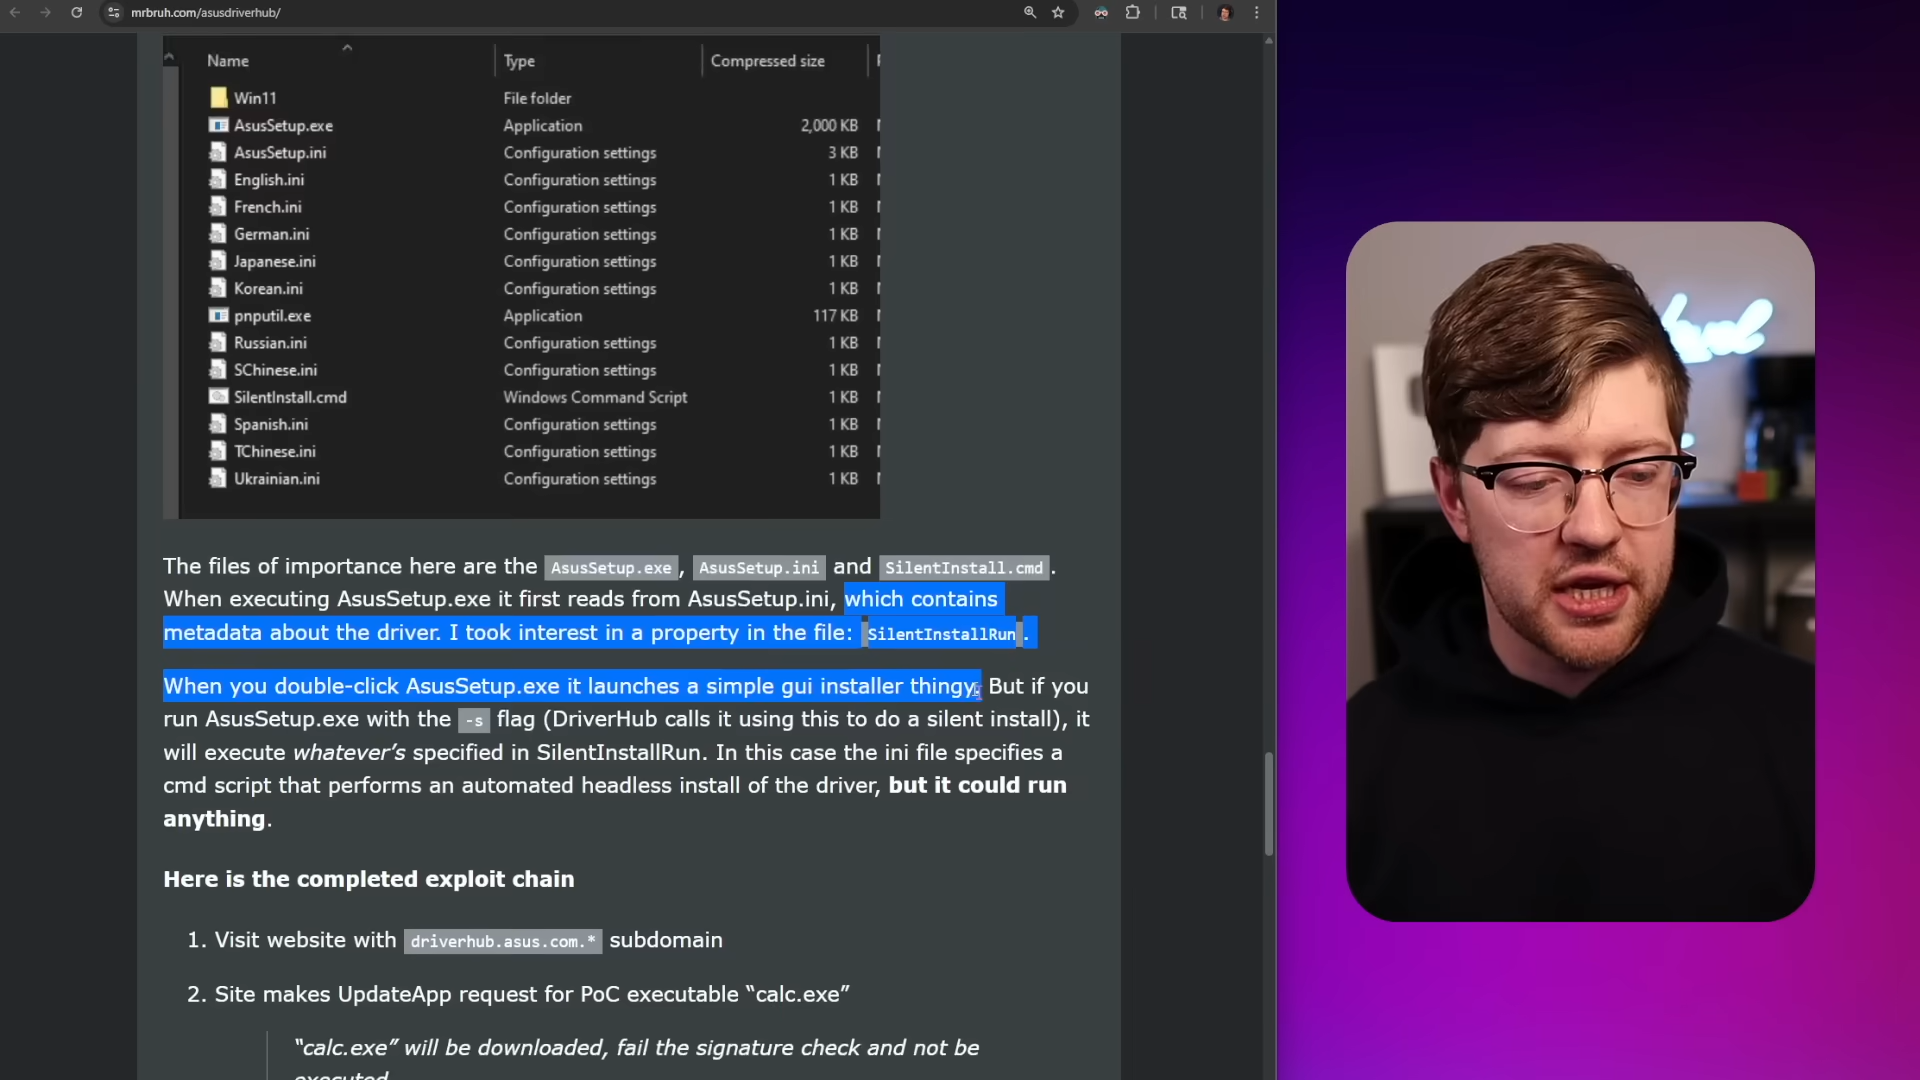 mrbruh.com/asusdriverhub/
Name Type Compressed size
Win11 File folder
AsusSetup.exe Application 2,000 KB
AsusSetup.ini Configuration settings 3 KB
English.ini Configuration settings 1 KB
French.ini Configuration settings 1 KB
German.ini Configuration settings 1 KB
Japanese.ini Configuration settings 1 KB
Korean.ini Configuration settings 1 KB
pnputil.exe Application 117 KB
Russian.ini Configuration settings 1 KB
SChinese.ini Configuration settings 1 KB
SilentInstall.cmd Windows Command Script 1 KB
Spanish.ini Configuration settings 1 KB
TChinese.ini Configuration settings 1 KB
Ukrainian.ini Configuration settings 1 KB
The files of importance here are the AsusSetup.exe, AsusSetup.ini and SilentInstall.cmd.
When executing AsusSetup.exe it first reads from AsusSetup.ini, which contains
metadata about the driver. I took interest in a property in the file: SilentInstallRun.
When you double-click AsusSetup.exe it launches a simple gui installer thingy. But if you
run AsusSetup.exe with the -s flag (DriverHub calls it using this to do a silent install), it
will execute whatever’s specified in SilentInstallRun. In this case the ini file specifies a
cmd script that performs an automated headless install of the driver, but it could run
anything.
Here is the completed exploit chain
1. Visit website with driverhub.asus.com.* subdomain
2. Site makes UpdateApp request for PoC executable “calc.exe”
“calc.exe” will be downloaded, fail the signature check and not be
executed